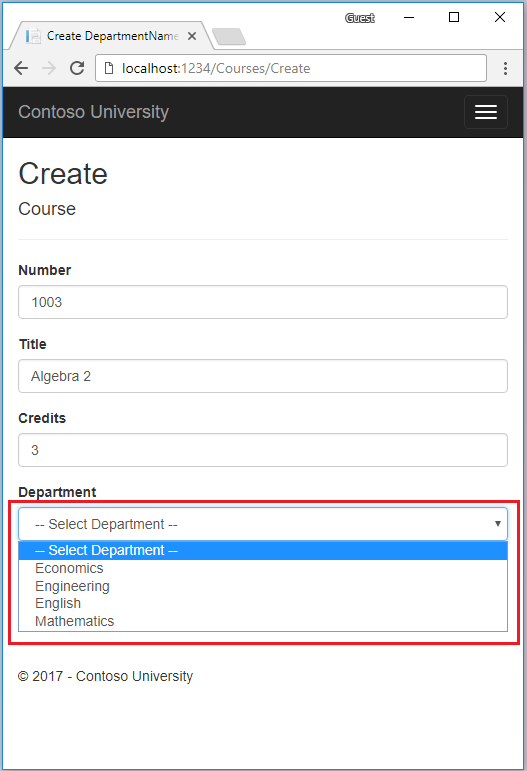 Guest
Create DepartmentName
localhost:1234/Courses/Create
Contoso University
Create
Course
Number
1003
Title
Algebra 2
Credits
3
Department
-- Select Department --
-- Select Department --
Economics
Engineering
English
Mathematics
© 2017 - Contoso University